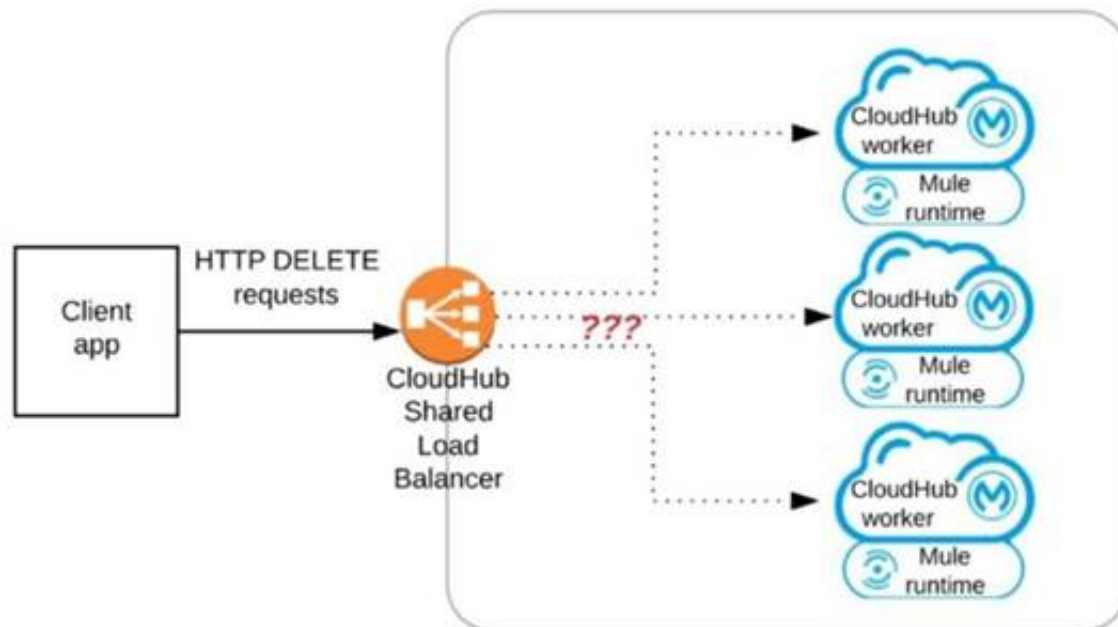 Client
app
HTTP DELETE
requests
CloudHub
Shared
Load
Balancer
???
CloudHub
worker
Mule
runtime
CloudHub
worker
Mule
runtime
CloudHub
worker
Mule
runtime